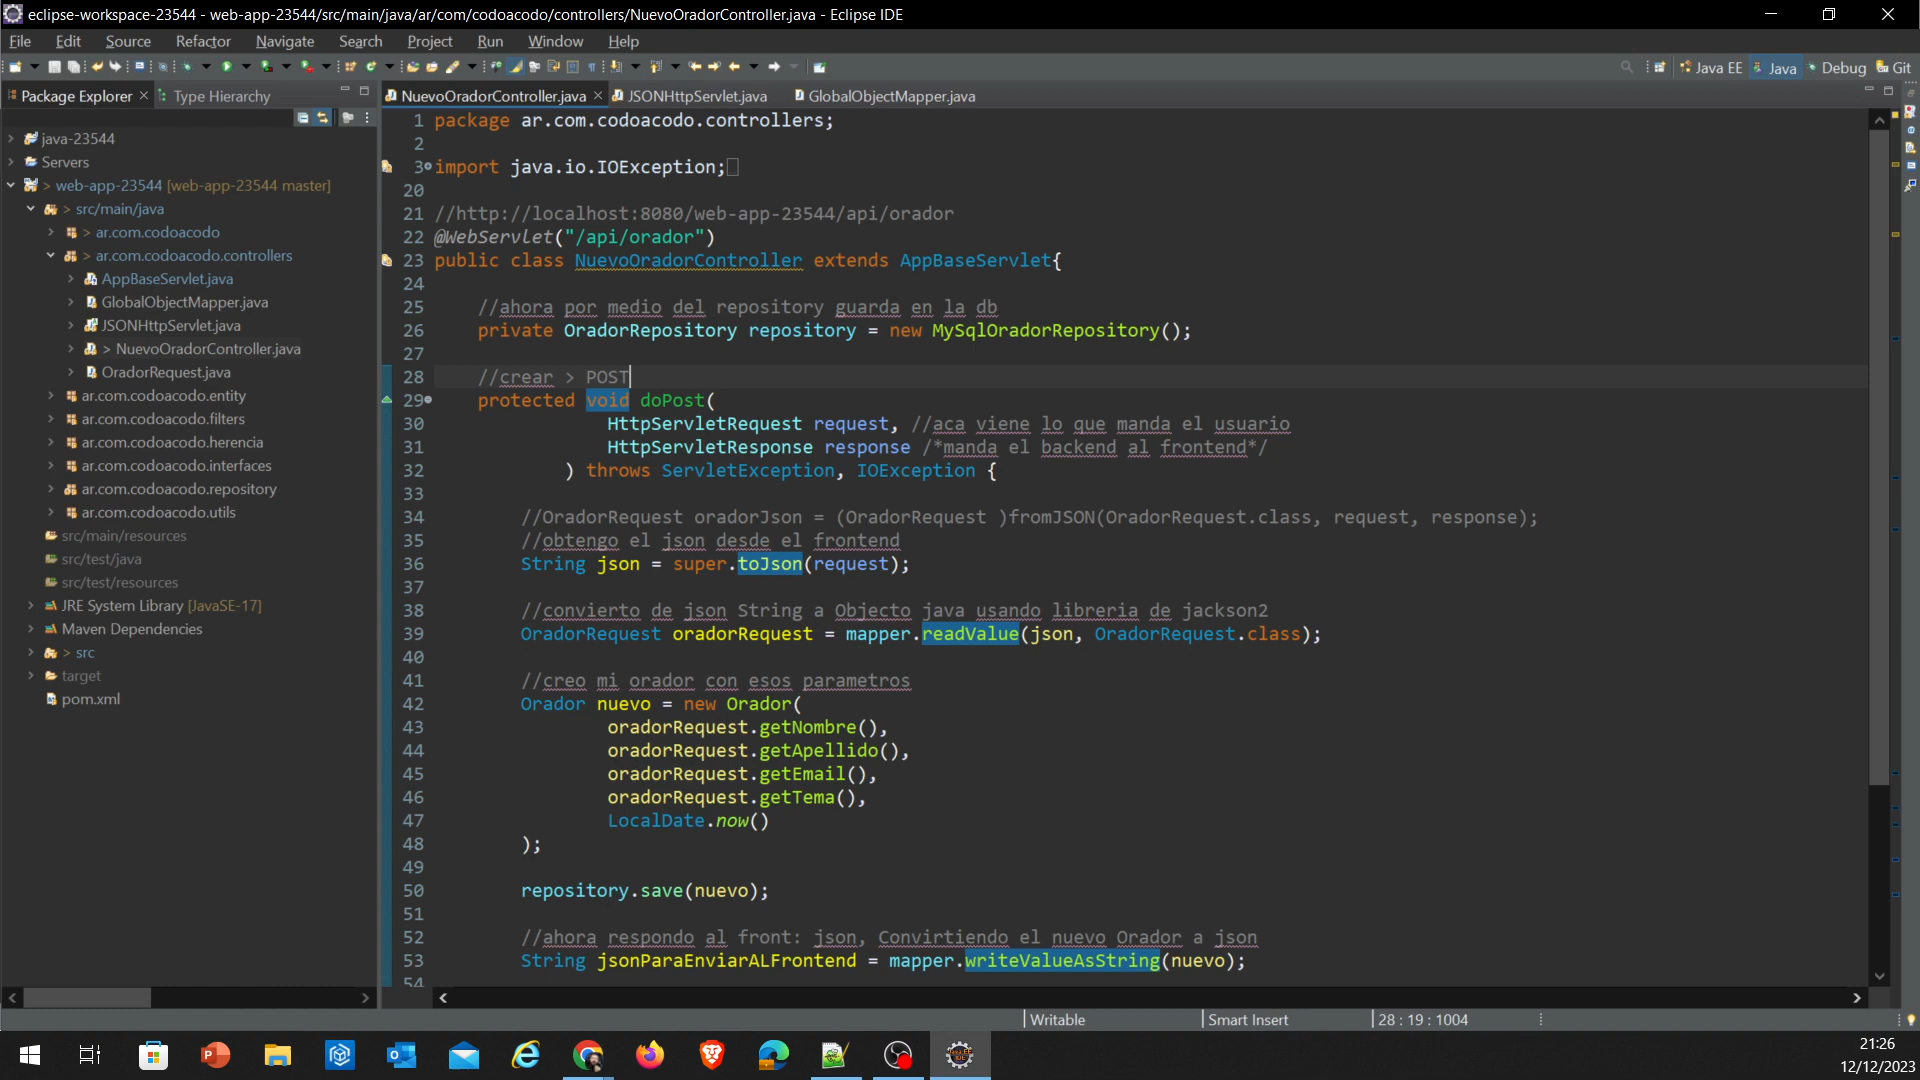 eclipse-workspace-23544 - web-app-23544/src/main/java/ar/com/codoacodo/controllers/NuevoOradorController.java - Eclipse IDE
File Edit Source Refactor Navigate Search Project Run Window Help
Java EE Java Debug Git
Package Explorer Type Hierarchy
NuevoOradorController.java JSONHttpServlet.java GlobalObjectMapper.java
java-23544
Servers
> web-app-23544 [web-app-23544 master]
> src/main/java
> ar.com.codoacodo
> ar.com.codoacodo.controllers
AppBaseServlet.java
GlobalObjectMapper.java
JSONHttpServlet.java
> NuevoOradorController.java
OradorRequest.java
ar.com.codoacodo.entity
ar.com.codoacodo.filters
ar.com.codoacodo.herencia
ar.com.codoacodo.interfaces
ar.com.codoacodo.repository
ar.com.codoacodo.utils
src/main/resources
src/test/java
src/test/resources
JRE System Library [JavaSE-17]
Maven Dependencies
> src
target
pom.xml
1 package ar.com.codoacodo.controllers;
2
3 import java.io.IOException;
20
21 //http://localhost:8080/web-app-23544/api/orador
22 @WebServlet("/api/orador")
23 public class NuevoOradorController extends AppBaseServlet{
24
25 //ahora por medio del repository guarda en la db
26 private OradorRepository repository = new MySqlOradorRepository();
27
28 //crear > POST
29 protected void doPost(
30 HttpServletRequest request, //aca viene lo que manda el usuario
31 HttpServletResponse response /*manda el backend al frontend*/
32 ) throws ServletException, IOException {
33
34 //OradorRequest oradorJson = (OradorRequest )fromJSON(OradorRequest.class, request, response);
35 //obtengo el json desde el frontend
36 String json = super.toJson(request);
37
38 //convierto de json String a Objecto java usando libreria de jackson2
39 OradorRequest oradorRequest = mapper.readValue(json, OradorRequest.class);
40
41 //creo mi orador con esos parametros
42 Orador nuevo = new Orador(
43 oradorRequest.getNombre(),
44 oradorRequest.getApellido(),
45 oradorRequest.getEmail(),
46 oradorRequest.getTema(),
47 LocalDate.now()
48 );
49
50 repository.save(nuevo);
51
52 //ahora respondo al front: json, Convirtiendo el nuevo Orador a json
53 String jsonParaEnviarALFrontend = mapper.writeValueAsString(nuevo);
54
Writable Smart Insert 28 : 19 : 1004
21:26
12/12/2023